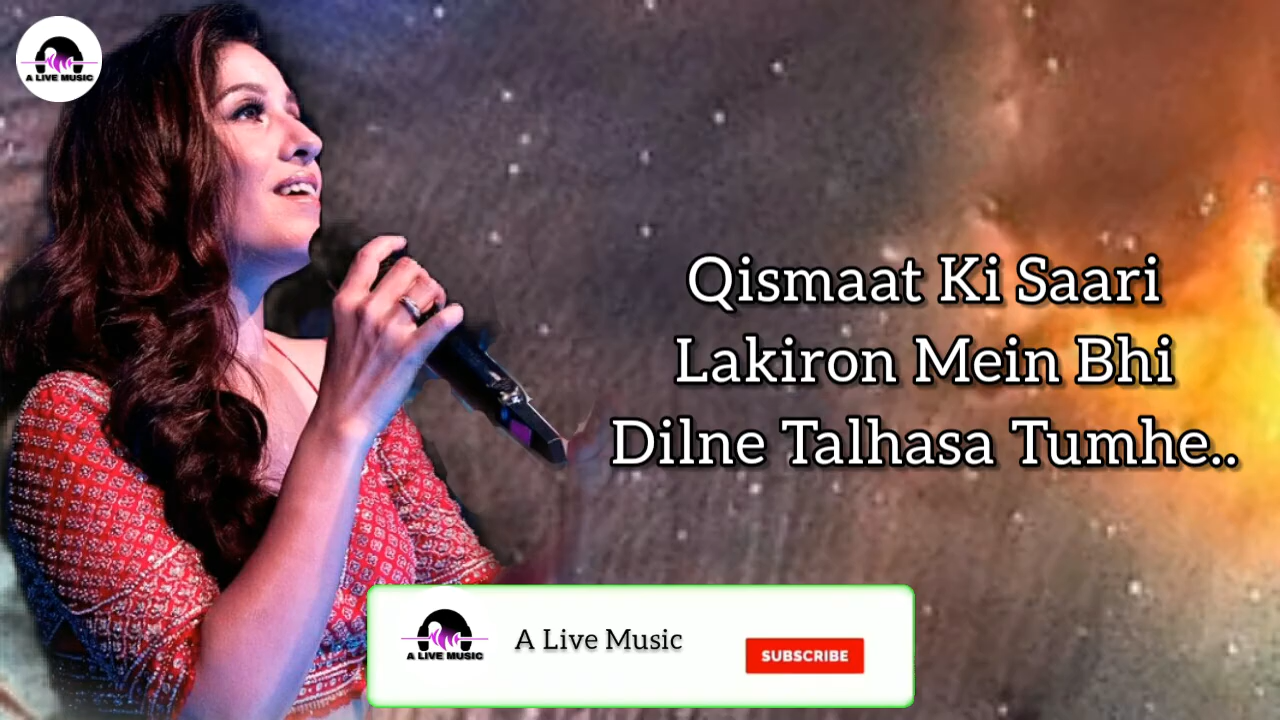 A LIVE MUSIC
Qismaat Ki Saari
Lakiron Mein Bhi
Dilne Talhasa Tumhe..
A LIVE MUSIC
A Live Music
SUBSCRIBE